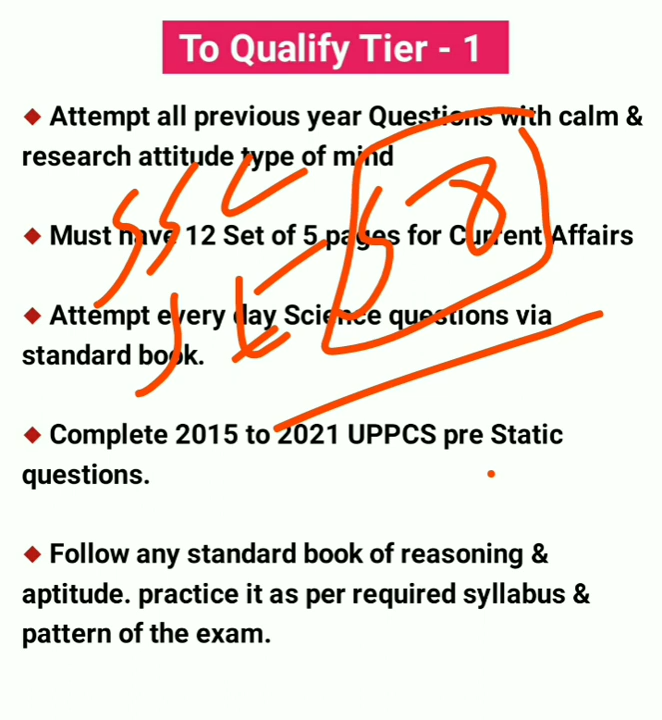 To Qualify Tier - 1
◆ Attempt all previous year Questions with calm &
research attitude type of mind
◆ Must have 12 Set of 5 pages for Current Affairs
◆ Attempt every day Science questions via
standard book.
◆ Complete 2015 to 2021 UPPCS pre Static
questions.
◆ Follow any standard book of reasoning &
aptitude. practice it as per required syllabus &
pattern of the exam.
SSC